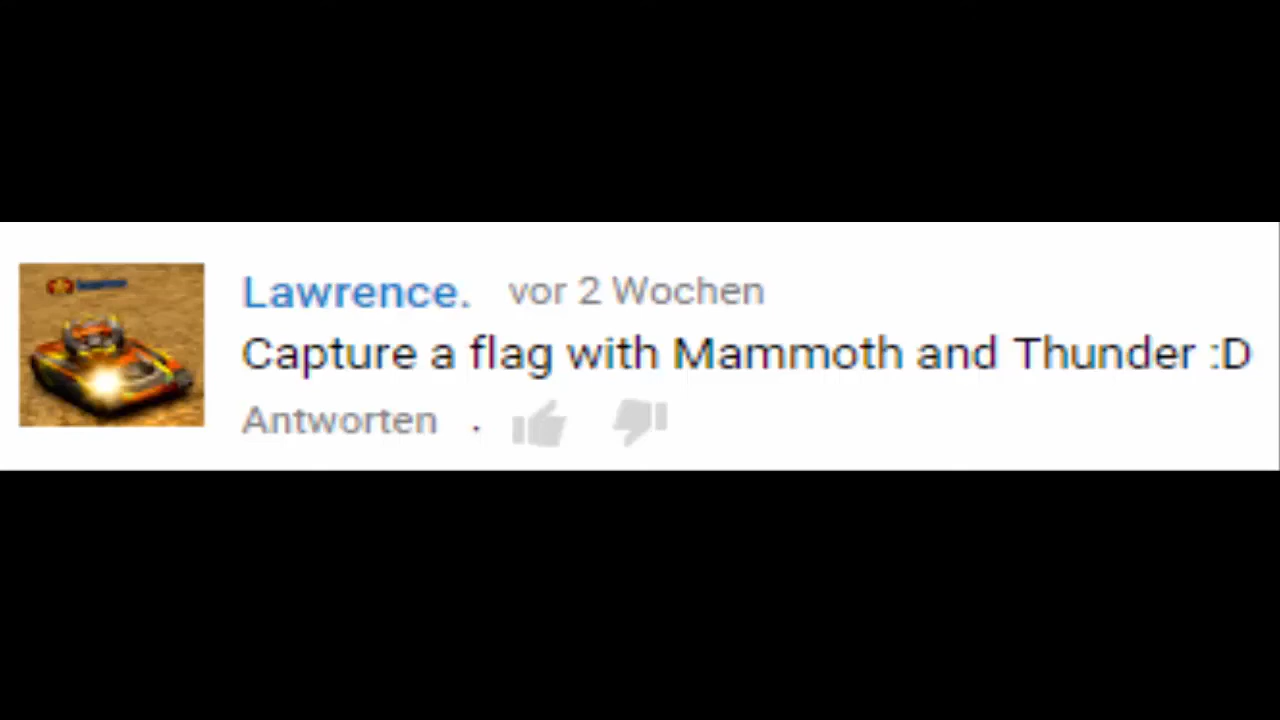 Lawrence. vor 2 Wochen
Capture a flag with Mammoth and Thunder :D
Antworten .